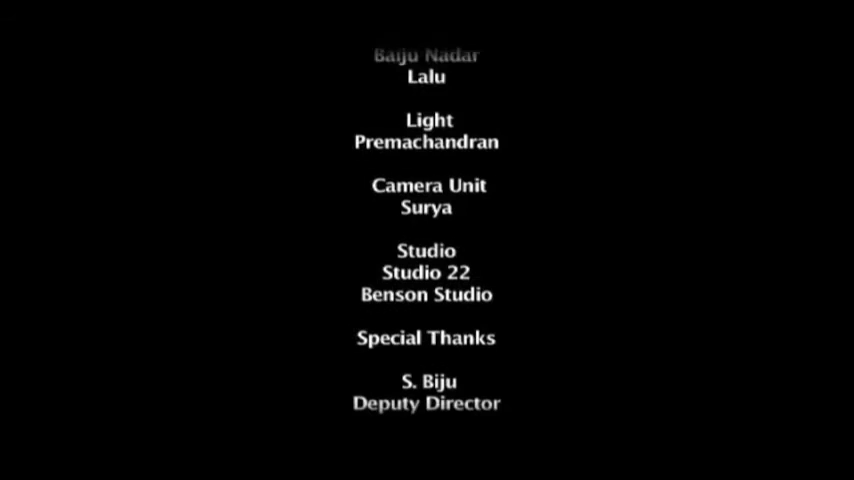 Baiju Nadar
Lalu
Light
Premachandran
Camera Unit
Surya
Studio
Studio 22
Benson Studio
Special Thanks
S. Biju
Deputy Director